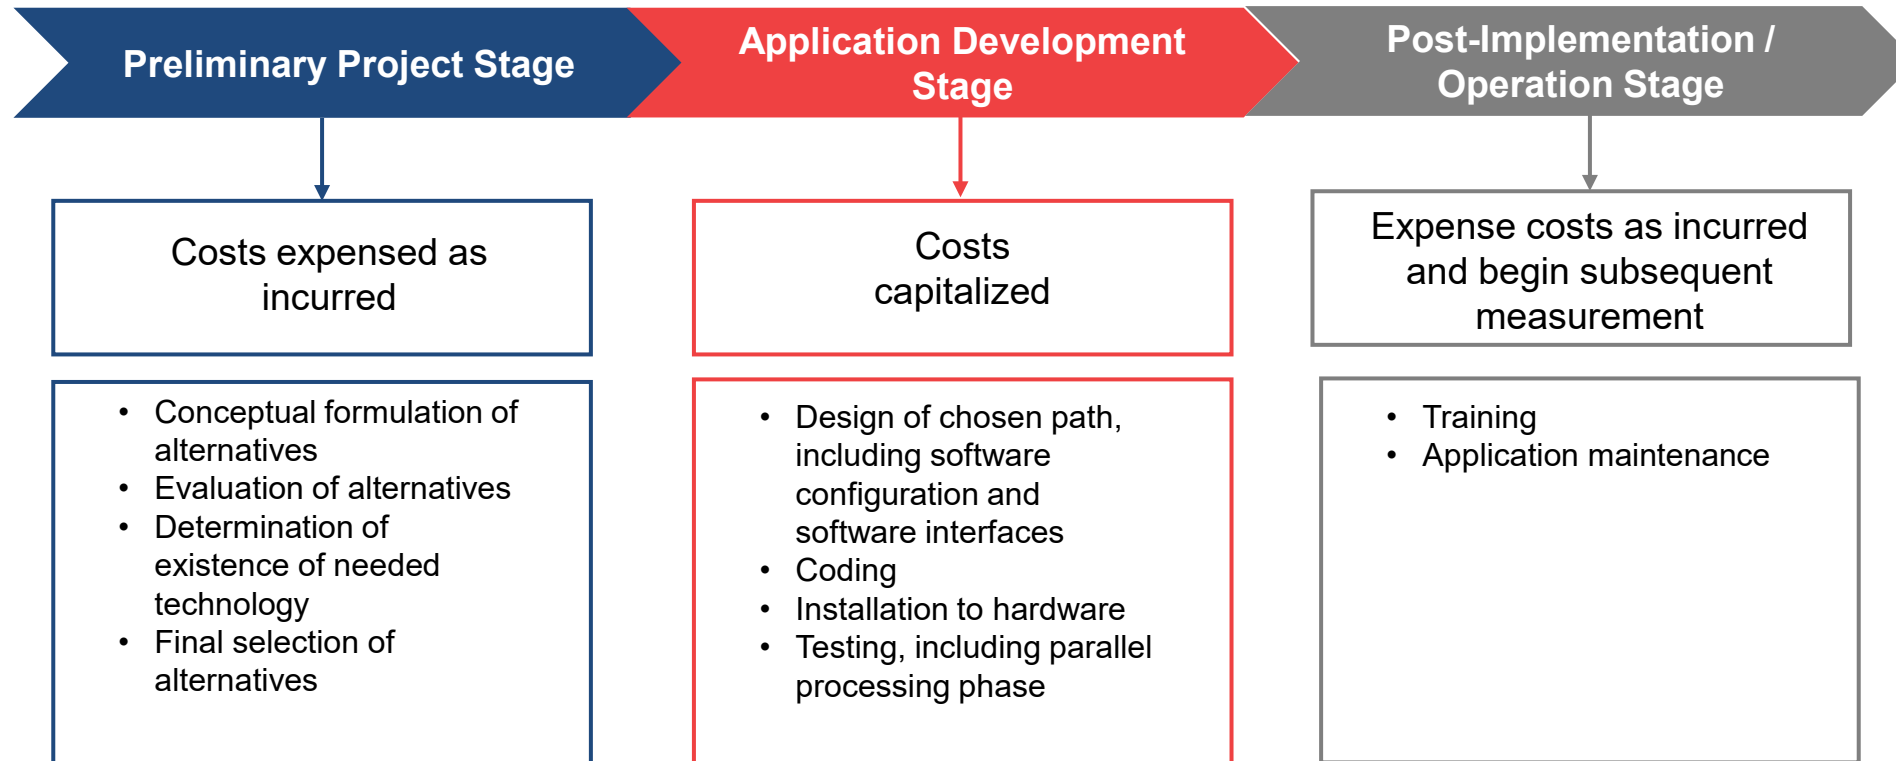 Preliminary Project Stage
Application Development
Stage
Post-Implementation /
Operation Stage
Costs expensed as
incurred
Costs
capitalized
Expense costs as incurred
and begin subsequent
measurement
• Conceptual formulation of
alternatives
• Evaluation of alternatives
• Determination of
existence of needed
technology
• Final selection of
alternatives
• Design of chosen path,
including software
configuration and
software interfaces
• Coding
• Installation to hardware
• Testing, including parallel
processing phase
• Training
• Application maintenance